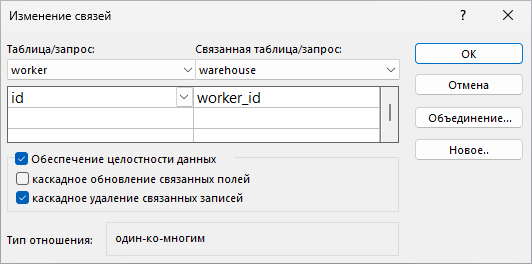 Изменение связей
?
Таблица/запрос:
Связанная таблица/запрос:
worker
warehouse
id
worker_id
Обеспечение целостности данных
каскадное обновление связанных полей
каскадное удаление связанных записей
Тип отношения:
один-ко-многим
ОК
Отмена
Объединение...
Новое..